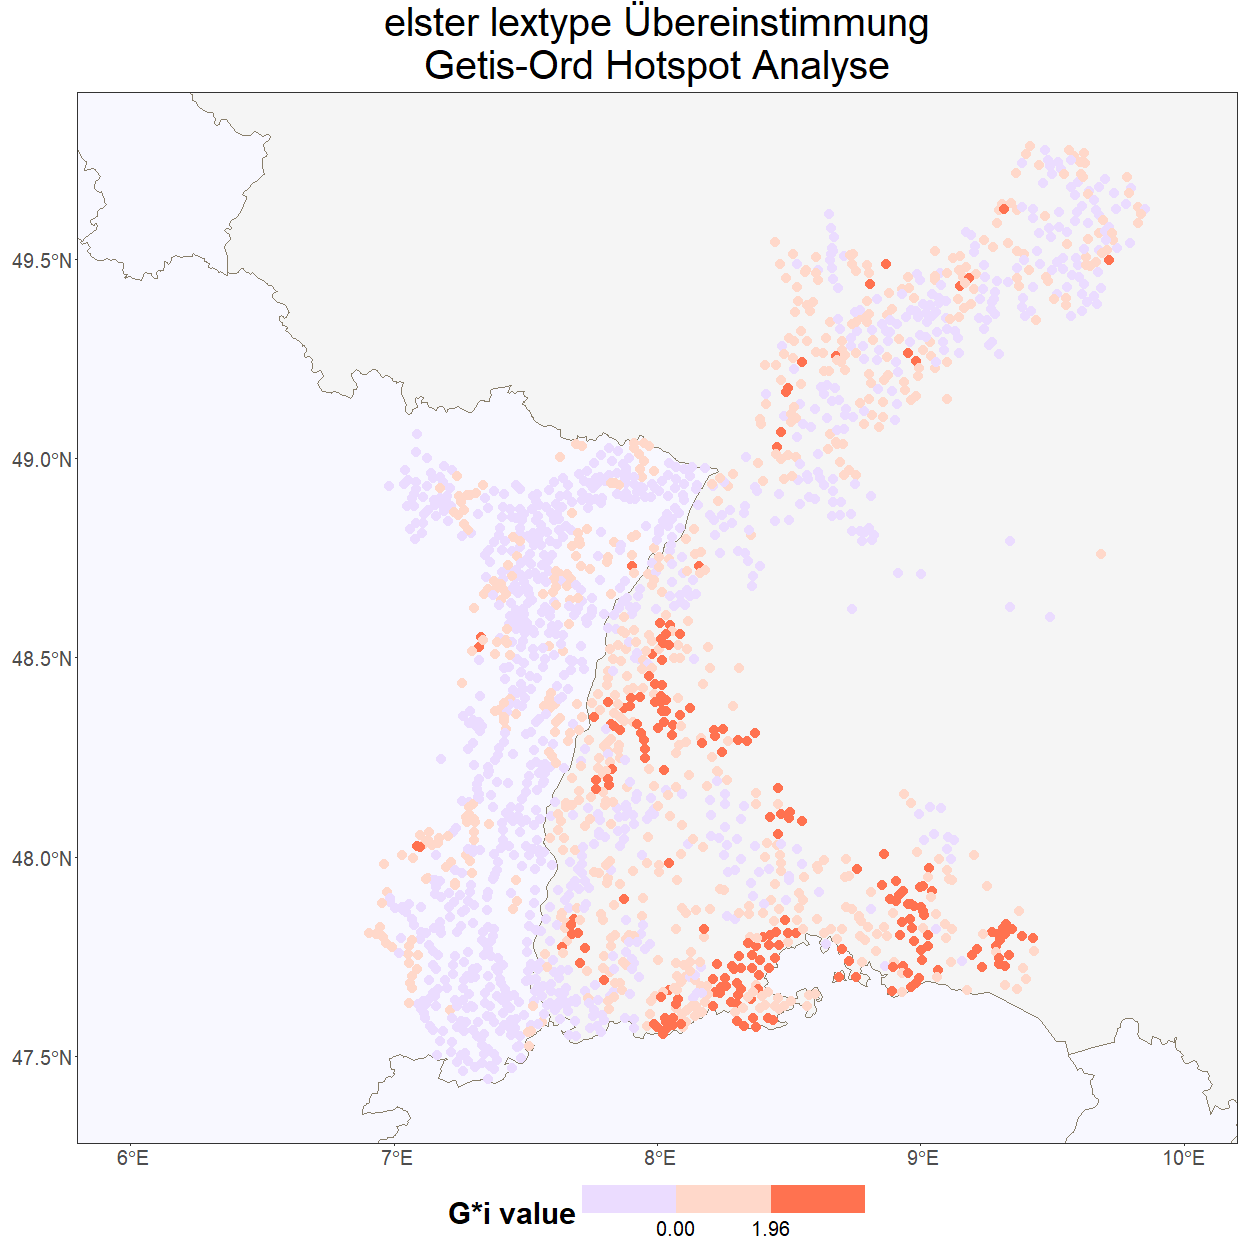 elster lextype Übereinstimmung
Getis-Ord Hotspot Analyse
49.5°N
49.0°N
48.5°N
48.0°N
47.5°N
6°E 7°E 8°E 9°E 10°E
G*i value
0.00 1.96